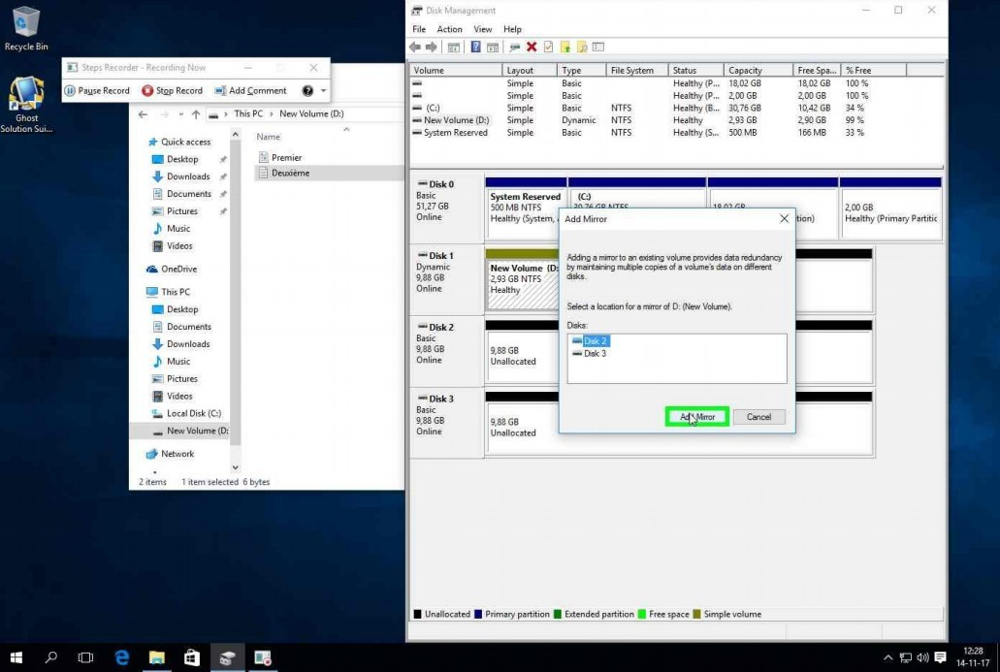 Recycle Bin
Ghost
Solution Sui...
Steps Recorder - Recording Now
Pause Record Stop Record Add Comment
This PC New Volume (D:)
Quick access
Desktop
Downloads
Documents
Pictures
Music
Videos
OneDrive
This PC
Desktop
Documents
Downloads
Music
Pictures
Videos
Local Disk (C:)
New Volume (D:
Network
Name
Premier
Deuxième
2 items 1 item selected 6 bytes
Disk Management
File Action View Help
Volume Layout Type File System Status Capacity Free Spa... % Free
Simple Basic Healthy (P... 18,02 GB 18,02 GB 100 %
Simple Basic Healthy (P... 2,00 GB 2,00 GB 100 %
(C:) Simple Basic NTFS Healthy (B... 30,76 GB 10,42 GB 34 %
New Volume (D:) Simple Dynamic NTFS Healthy 2,93 GB 2,90 GB 99 %
System Reserved Simple Basic NTFS Healthy (S... 500 MB 166 MB 33 %
Disk 0
Basic
51,27 GB
Online
System Reserved
500 MB NTFS
Healthy (System,
(C:)
30,76 GB NTFS
18,02 GB
tion)
2,00 GB
Healthy (Primary Partitic
Disk 1
Dynamic
9,88 GB
Online
New Volume (D:
2,93 GB NTFS
Healthy
Disk 2
Basic
9,88 GB
Online
9,88 GB
Unallocated
Disk 3
Basic
9,88 GB
Online
9,88 GB
Unallocated
Add Mirror
Adding a mirror to an existing volume provides data redundancy
by maintaining multiple copies of a volume's data on different
disks.
Select a location for a mirror of D: (New Volume).
Disks:
Disk 2
Disk 3
Add Mirror Cancel
Unallocated Primary partition Extended partition Free space Simple volume
12:28
14-11-17